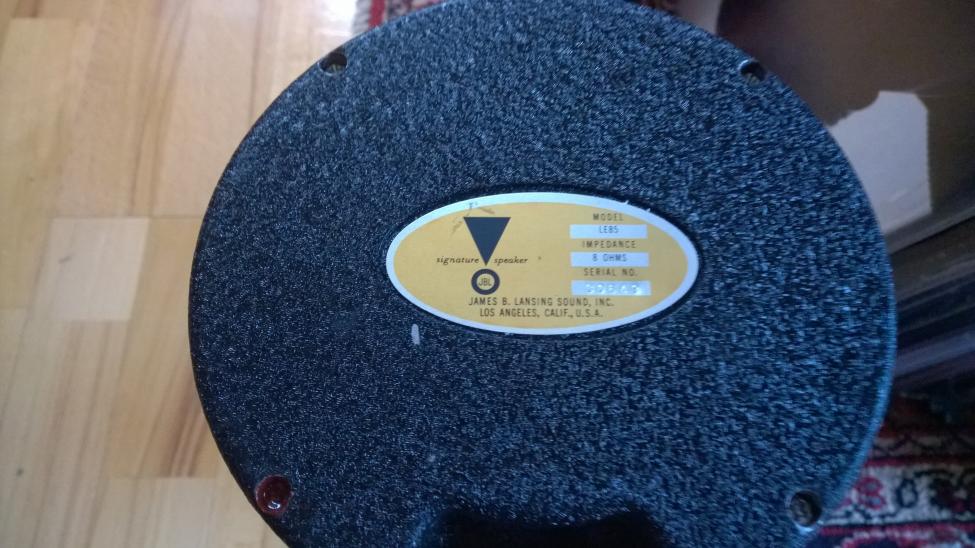 signature speaker
JBL
JAMES B. LANSING SOUND, INC.
LOS ANGELES, CALIF., U.S.A.
MODEL
LE85
IMPEDANCE
8 OHMS
SERIAL NO.